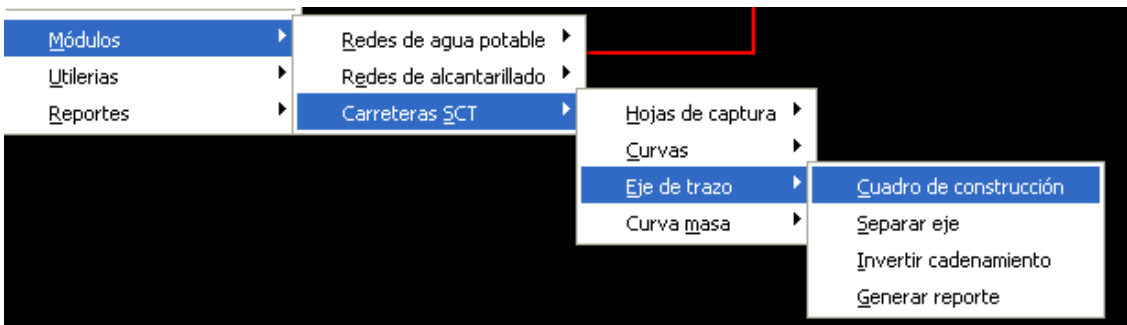 Módulos
Utilerias
Reportes
Redes de agua potable
Redes de alcantarillado
Carreteras SCT
Hojas de captura
Curvas
Eje de trazo
Curva masa
Cuadro de construcción
Separar eje
Invertir cadenamiento
Generar reporte